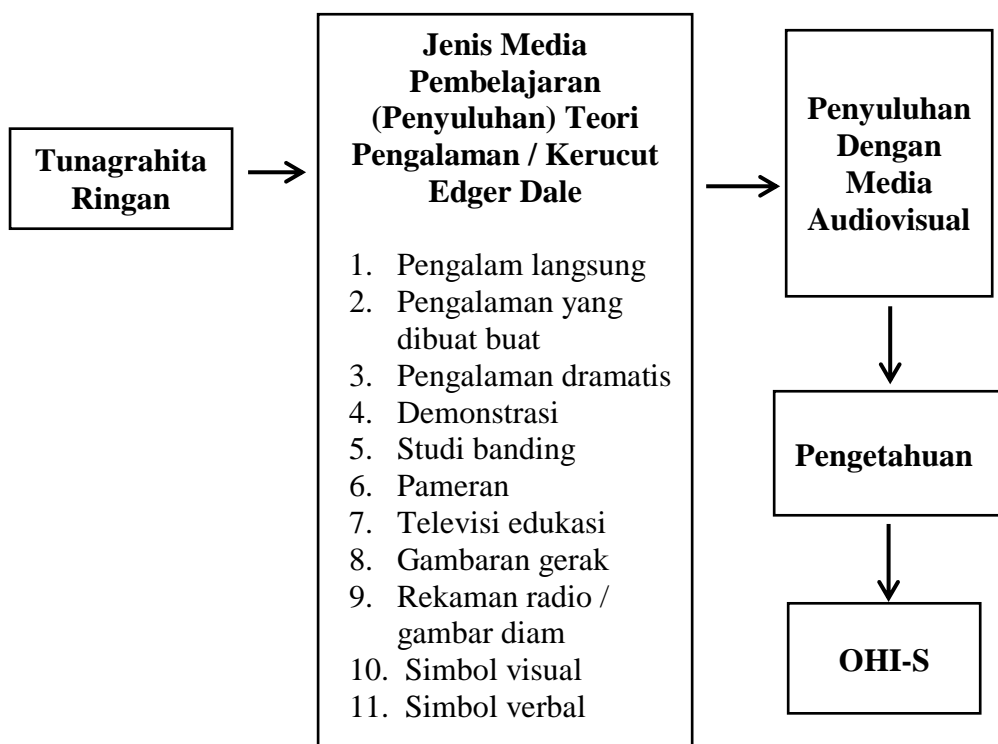 Tunagrahita
Ringan
Jenis Media
Pembelajaran
(Penyuluhan) Teori
Pengalaman / Kerucut
Edger Dale
1. Pengalam langsung
2. Pengalaman yang
dibuat buat
3. Pengalaman dramatis
4. Demonstrasi
5. Studi banding
6. Pameran
7. Televisi edukasi
8. Gambaran gerak
9. Rekaman radio /
gambar diam
10. Simbol visual
11. Simbol verbal
Penyuluhan
Dengan
Media
Audiovisual
Pengetahuan
OHI-S